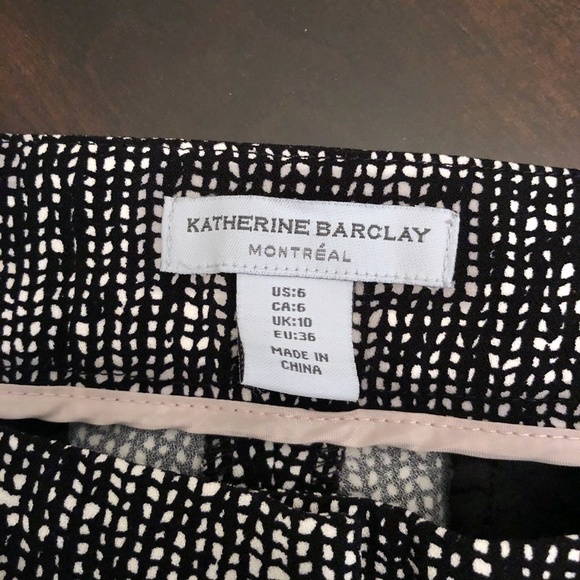 KATHERINE BARCLAY
MONTRÉAL
US:6
CA:6
UK:10
EU:36
MADE IN
CHINA